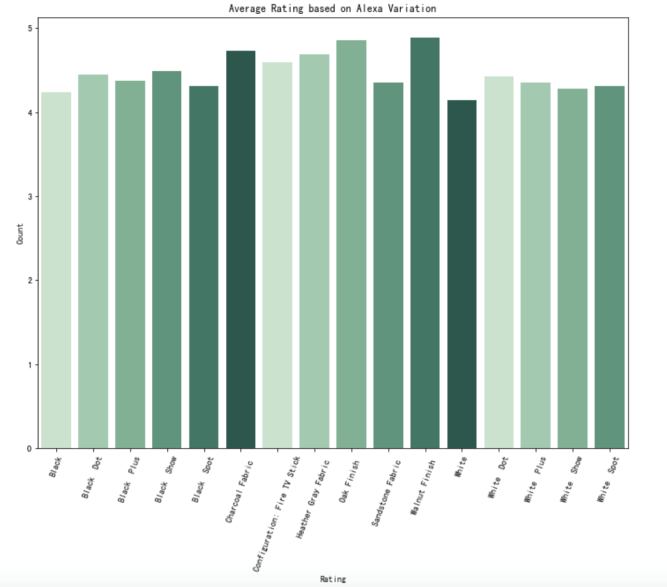 Average Rating based on Alexa Variation
5
4
3
2
1
0
Count
Black
Black Dot
Black Plus
Black Show
Black Spot
Charcoal Fabric
Configuration: Fire TV Stick
Heather Gray Fabric
Oak Finish
Sandstone Fabric
Walnut Finish
White
White Dot
White Plus
White Show
White Spot
Rating